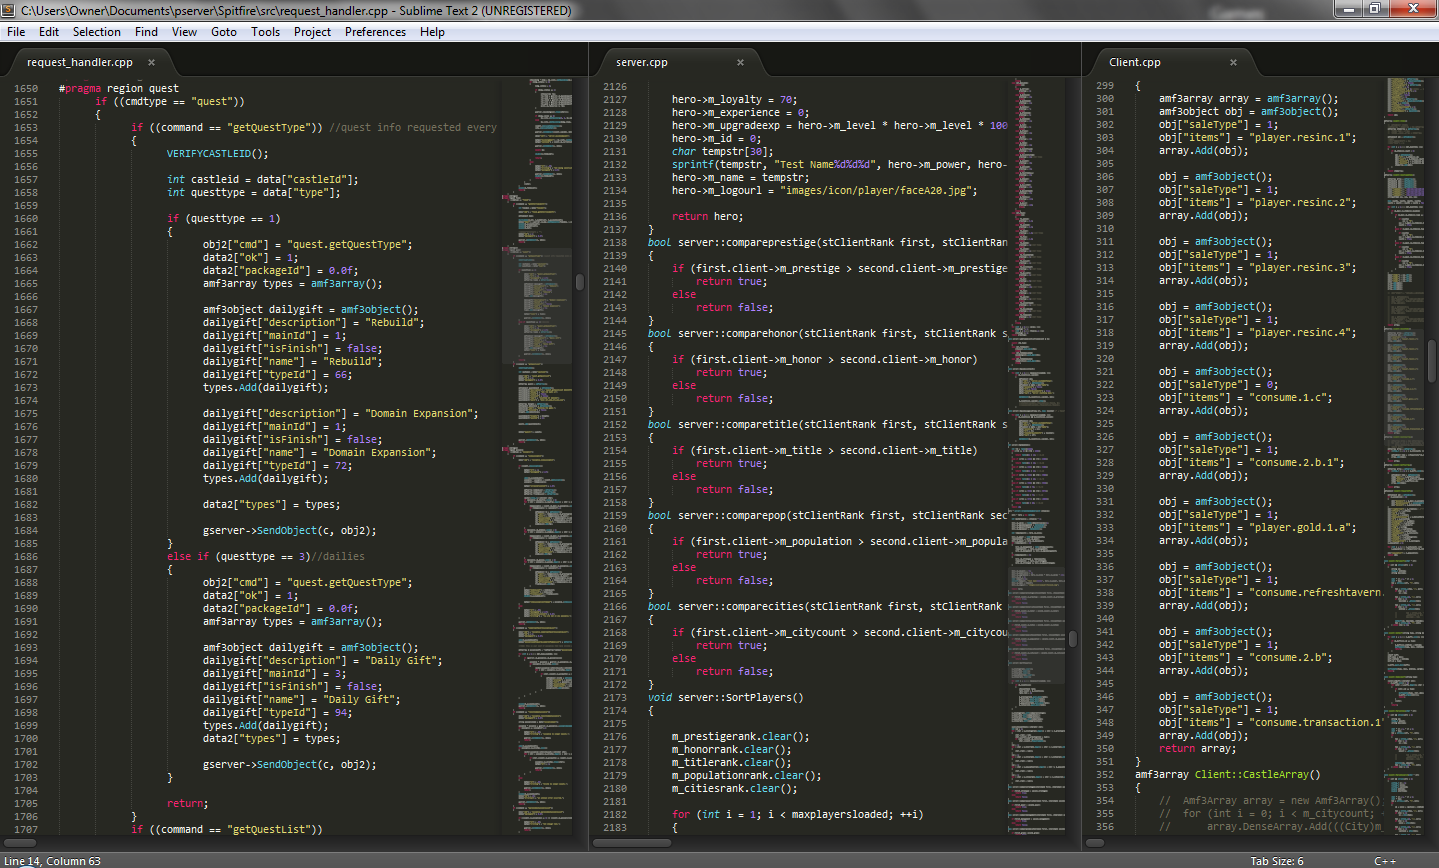 C:\Users\Owner\Documents\pserver\Spitfire\src\request_handler.cpp - Sublime Text 2 (UNREGISTERED)
File Edit Selection Find View Goto Tools Project Preferences Help
request_handler.cpp ×
1650 #pragma region quest
1651 if ((cmdtype == "quest"))
1652 {
1653 if ((command == "getQuestType")) //quest info requested every
1654 {
1655 VERIFYCASTLEID();
1656
1657 int castleid = data["castleId"];
1658 int questtype = data["type"];
1659
1660 if (questtype == 1)
1661 {
1662 obj2["cmd"] = "quest.getQuestType";
1663 data2["ok"] = 1;
1664 data2["packageId"] = 0.0f;
1665 amf3array types = amf3array();
1666
1667 amf3object dailygift = amf3object();
1668 dailygift["description"] = "Rebuild";
1669 dailygift["mainId"] = 1;
1670 dailygift["isFinish"] = false;
1671 dailygift["name"] = "Rebuild";
1672 dailygift["typeId"] = 66;
1673 types.Add(dailygift);
1674
1675 dailygift["description"] = "Domain Expansion";
1676 dailygift["mainId"] = 1;
1677 dailygift["isFinish"] = false;
1678 dailygift["name"] = "Domain Expansion";
1679 dailygift["typeId"] = 72;
1680 types.Add(dailygift);
1681
1682 data2["types"] = types;
1683
1684 gserver->SendObject(c, obj2);
1685 }
1686 else if (questtype == 3)//dailies
1687 {
1688 obj2["cmd"] = "quest.getQuestType";
1689 data2["ok"] = 1;
1690 data2["packageId"] = 0.0f;
1691 amf3array types = amf3array();
1692
1693 amf3object dailygift = amf3object();
1694 dailygift["description"] = "Daily Gift";
1695 dailygift["mainId"] = 3;
1696 dailygift["isFinish"] = false;
1697 dailygift["name"] = "Daily Gift";
1698 dailygift["typeId"] = 94;
1699 types.Add(dailygift);
1700 data2["types"] = types;
1701
1702 gserver->SendObject(c, obj2);
1703 }
1704
1705 return;
1706 }
1707 if ((command == "getQuestList"))
server.cpp ×
2126
2127 hero->m_loyalty = 70;
2128 hero->m_experience = 0;
2129 hero->m_upgradeexp = hero->m_level * hero->m_level * 100
2130 hero->m_id = 0;
2131 char tempstr[30];
2132 sprintf(tempstr, "Test Name%d%d%d", hero->m_power, hero-
2133 hero->m_name = tempstr;
2134 hero->m_logourl = "images/icon/player/faceA20.jpg";
2135
2136 return hero;
2137 }
2138 bool server::compareprestige(stClientRank first, stClientRan
2139 {
2140 if (first.client->m_prestige > second.client->m_prestige
2141 return true;
2142 else
2143 return false;
2144 }
2145 bool server::comparehonor(stClientRank first, stClientRank s
2146 {
2147 if (first.client->m_honor > second.client->m_honor)
2148 return true;
2149 else
2150 return false;
2151 }
2152 bool server::comparetitle(stClientRank first, stClientRank s
2153 {
2154 if (first.client->m_title > second.client->m_title)
2155 return true;
2156 else
2157 return false;
2158 }
2159 bool server::comparepop(stClientRank first, stClientRank sec
2160 {
2161 if (first.client->m_population > second.client->m_popula
2162 return true;
2163 else
2164 return false;
2165 }
2166 bool server::comparecities(stClientRank first, stClientRank
2167 {
2168 if (first.client->m_citycount > second.client->m_citycou
2169 return true;
2170 else
2171 return false;
2172 }
2173 void server::SortPlayers()
2174 {
2175
2176 m_prestigerank.clear();
2177 m_honorrank.clear();
2178 m_titlerank.clear();
2179 m_populationrank.clear();
2180 m_citiesrank.clear();
2181
2182 for (int i = 1; i < maxplayersloaded; ++i)
2183 {
Client.cpp ×
299 {
300 amf3array array = amf3array();
301 amf3object obj = amf3object();
302 obj["saleType"] = 1;
303 obj["items"] = "player.resinc.1";
304 array.Add(obj);
305
306 obj = amf3object();
307 obj["saleType"] = 1;
308 obj["items"] = "player.resinc.2";
309 array.Add(obj);
310
311 obj = amf3object();
312 obj["saleType"] = 1;
313 obj["items"] = "player.resinc.3";
314 array.Add(obj);
315
316 obj = amf3object();
317 obj["saleType"] = 1;
318 obj["items"] = "player.resinc.4";
319 array.Add(obj);
320
321 obj = amf3object();
322 obj["saleType"] = 0;
323 obj["items"] = "consume.1.c";
324 array.Add(obj);
325
326 obj = amf3object();
327 obj["saleType"] = 1;
328 obj["items"] = "consume.2.b.1";
329 array.Add(obj);
330
331 obj = amf3object();
332 obj["saleType"] = 1;
333 obj["items"] = "player.gold.1.a";
334 array.Add(obj);
335
336 obj = amf3object();
337 obj["saleType"] = 1;
338 obj["items"] = "consume.refreshtavern.
339 array.Add(obj);
340
341 obj = amf3object();
342 obj["saleType"] = 1;
343 obj["items"] = "consume.2.b";
344 array.Add(obj);
345
346 obj = amf3object();
347 obj["saleType"] = 1;
348 obj["items"] = "consume.transaction.1"
349 array.Add(obj);
350 return array;
351 }
352 amf3array Client::CastleArray()
353 {
354 // Amf3Array array = new Amf3Array();
355 // for (int i = 0; i < m_citycount; +
356 // array.DenseArray.Add(((City)m_
Line 14, Column 63 Tab Size: 6 C++